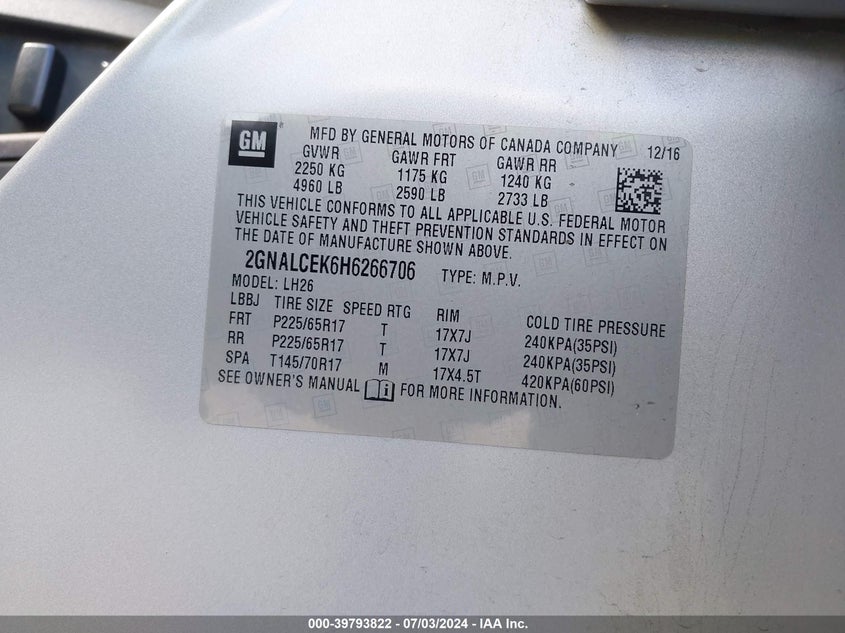 GM ® MFD BY GENERAL MOTORS OF CANADA COMPANY 12/16
GVWR GAWR FRT GAWR RR
2250 KG 1175 KG 1240 KG
4960 LB 2590 LB 2733 LB
THIS VEHICLE CONFORMS TO ALL APPLICABLE U.S. FEDERAL MOTOR
VEHICLE SAFETY AND THEFT PREVENTION STANDARDS IN EFFECT ON
THE DATE OF MANUFACTURE SHOWN ABOVE.
2GNALCEK6H6266706 TYPE: M.P.V.
MODEL: LH26
LBBJ TIRE SIZE SPEED RTG RIM COLD TIRE PRESSURE
FRT P225/65R17 T 17X7J 240KPA(35PSI)
RR P225/65R17 T 17X7J 240KPA(35PSI)
SPA T145/70R17 M 17X4.5T 420KPA(60PSI)
SEE OWNER'S MANUAL i FOR MORE INFORMATION.
000-39793822 - 07/03/2024 - IAA Inc.